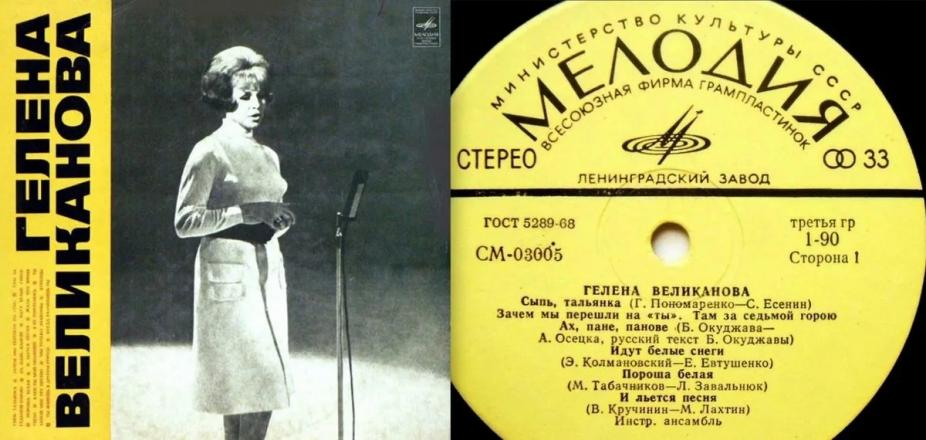 ГЕЛЕНА
ВЕЛИКАНОВА
МЕЛОДИЯ
МИНИСТЕРСТВО КУЛЬТУРЫ СССР
МЕЛОДИЯ
ВСЕСОЮЗНАЯ ФИРМА ГРАМПЛАСТИНОК
СТЕРЕО
33
ЛЕНИНГРАДСКИЙ ЗАВОД
ГОСТ 5289-68
третья гр
СМ-03005
1-90
Сторона 1
ГЕЛЕНА ВЕЛИКАНОВА
Сыпь, тальянка (Г. Пономаренко—С. Есенин)
Зачем мы перешли на «ты». Там за седьмой горою
Ах, пане, панове (Б. Окуджава—
А. Осецка, русский текст Б. Окуджавы)
Идут белые снеги
(Э. Колмановский—Е. Евтушенко)
Пороша белая
(М. Табачников—Л. Завальнюк)
И льется песня
(В. Кручинин—М. Лахтин)
Инстр. ансамбль